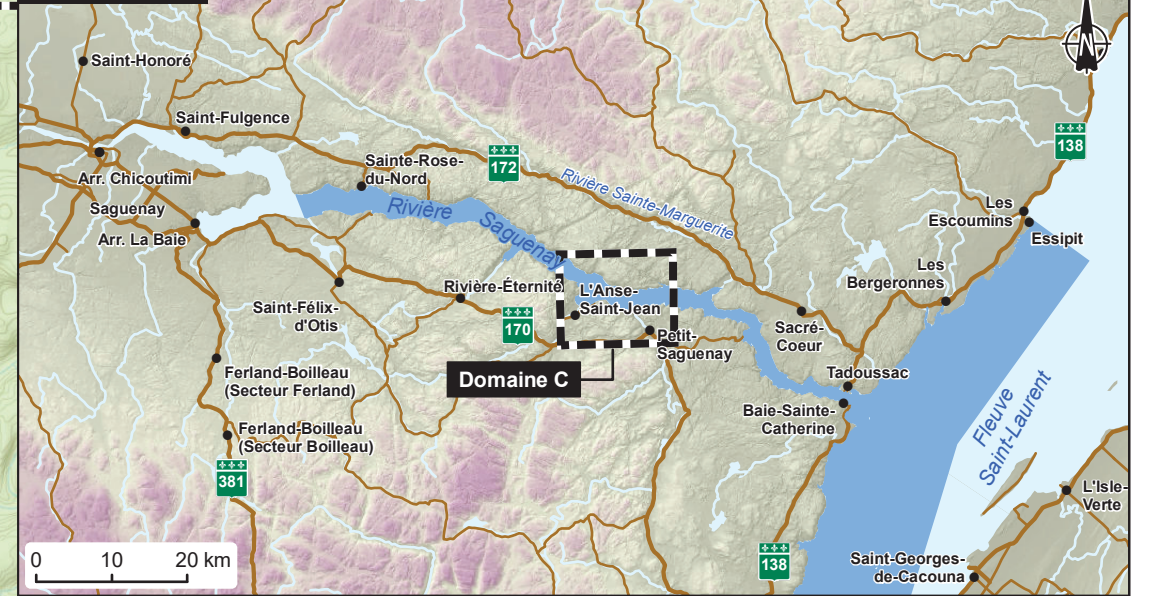 N
Saint-Honoré
138
Saint-Fulgence
172
Sainte-Rose-
du-Nord
Arr. Chicoutimi
Rivière Sainte-Marguerite
Saguenay
Rivière Saguenay
Les
Escoumins
Arr. La Baie
Essipit
Les
Bergeronnes
Rivière-Éternité
L'Anse-
Saint-Jean
Saint-Félix-
d'Otis
170
Sacré-
Coeur
Petit-
Saguenay
Domaine C
Tadoussac
Ferland-Boilleau
(Secteur Ferland)
Baie-Sainte-
Catherine
Fleuve
Saint-Laurent
Ferland-Boilleau
(Secteur Boilleau)
381
L'Isle-
Verte
0 10 20 km
138
Saint-Georges-
de-Cacouna